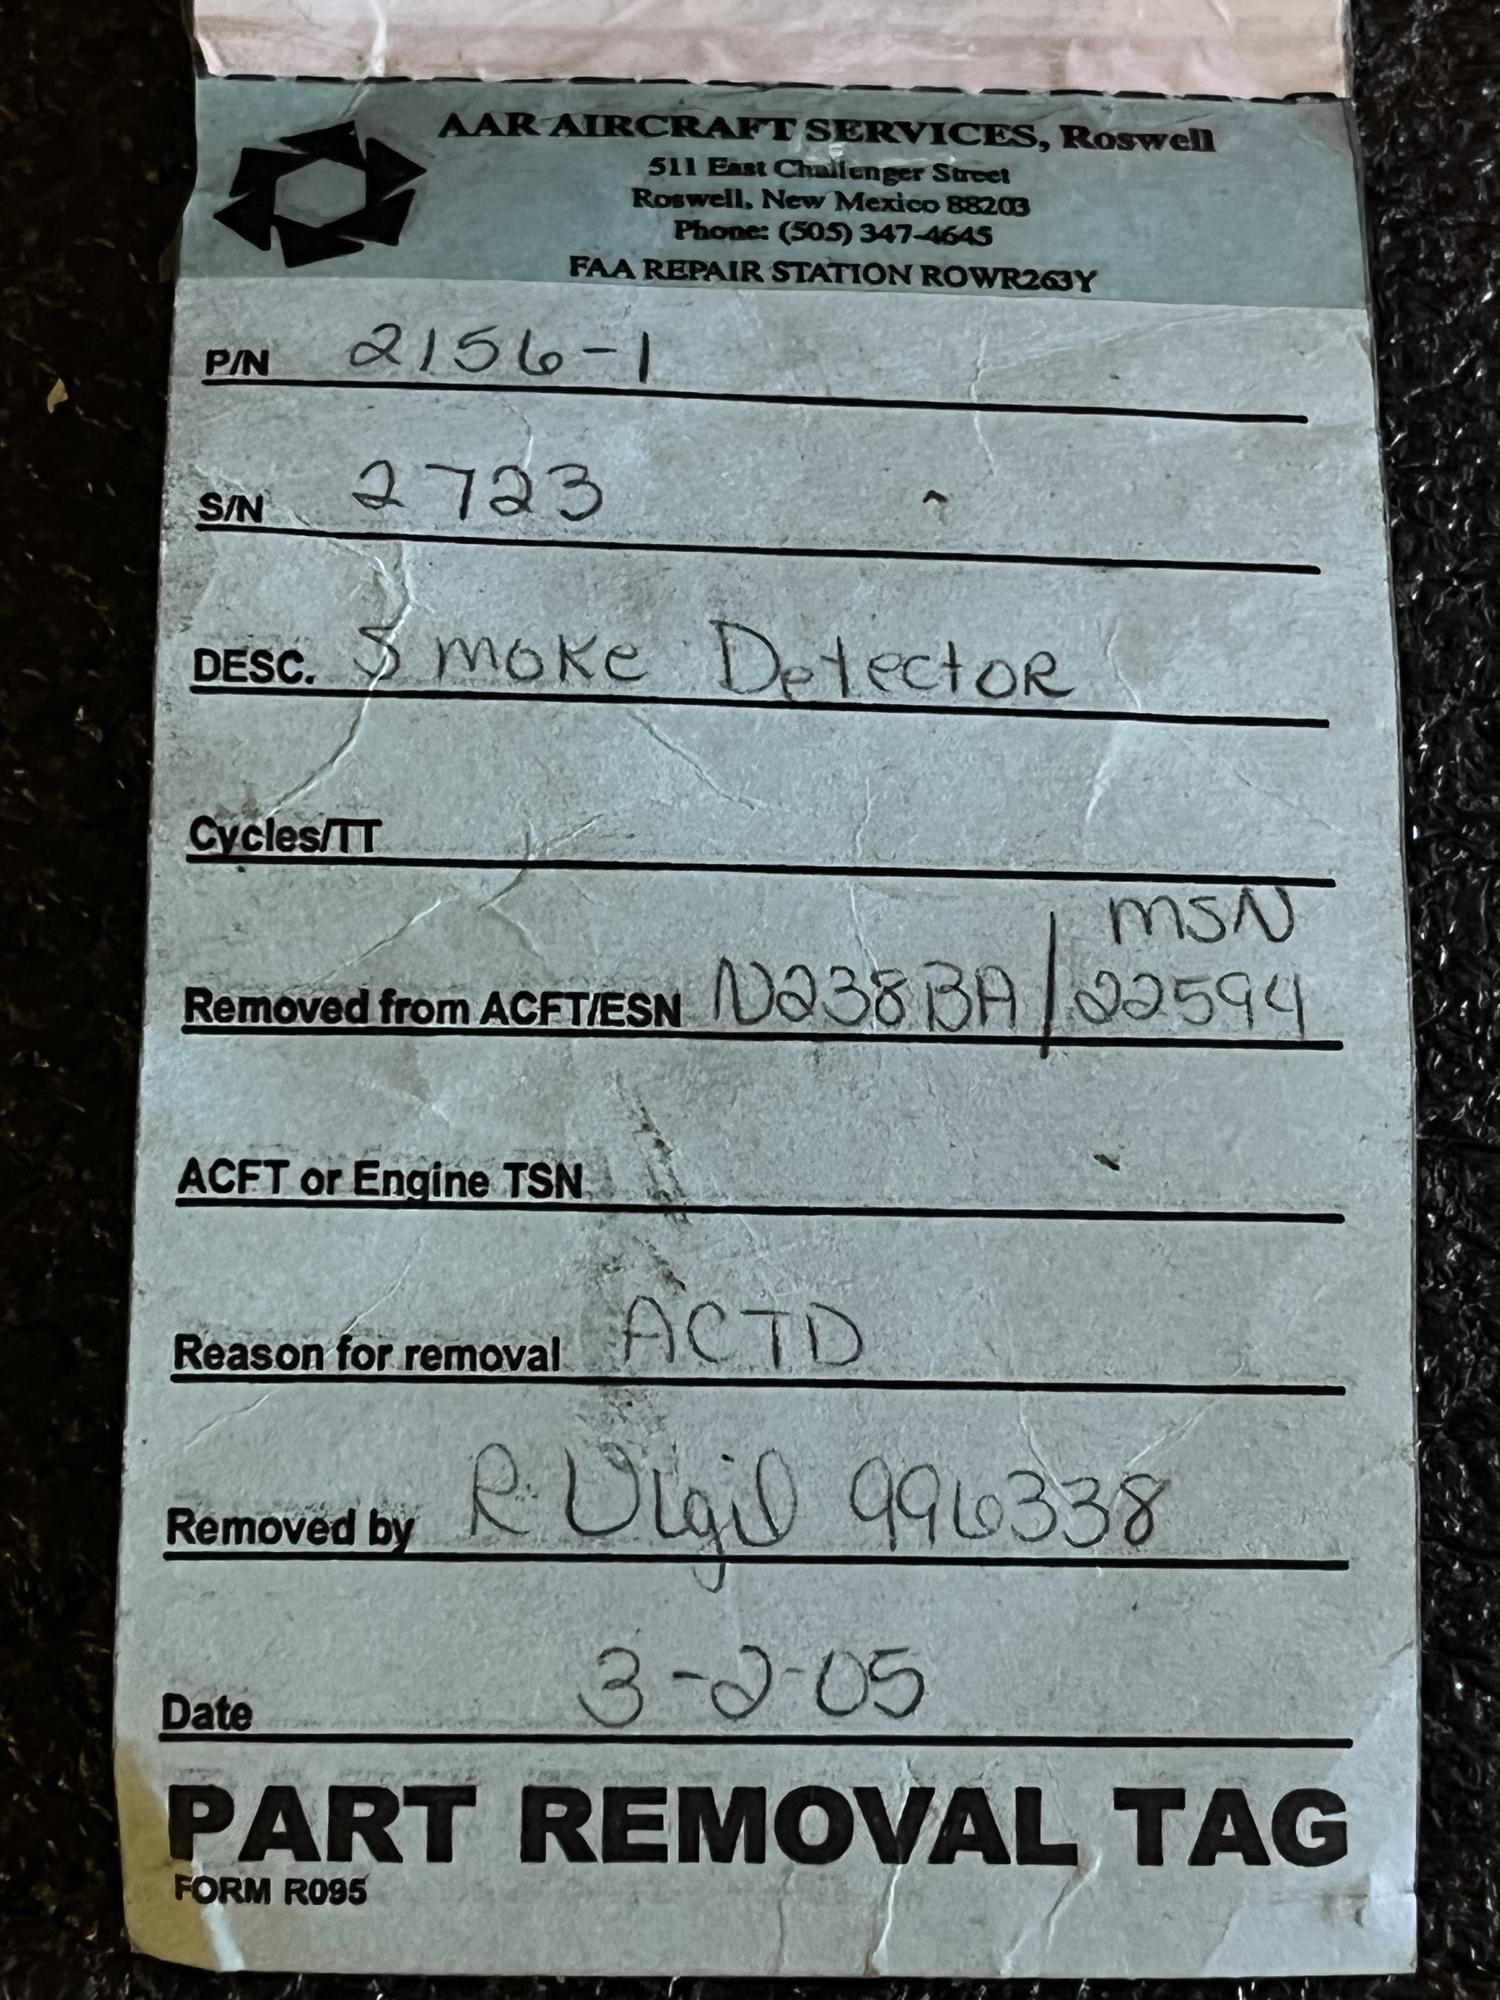 AAR AIRCRAFT SERVICES, Roswell
511 East Challenger Street
Roswell, New Mexico 88203
Phone: (505) 347-4645
FAA REPAIR STATION ROWR263Y
P/N 2156-1
S/N 2723
DESC. Smoke Detector
Cycles/TT
MSN
Removed from ACFT/ESN N238BA/22594
ACFT or Engine TSN
Reason for removal ACTD
Removed by R. 996338
Date 3-2-05
PART REMOVAL TAG
FORM R095